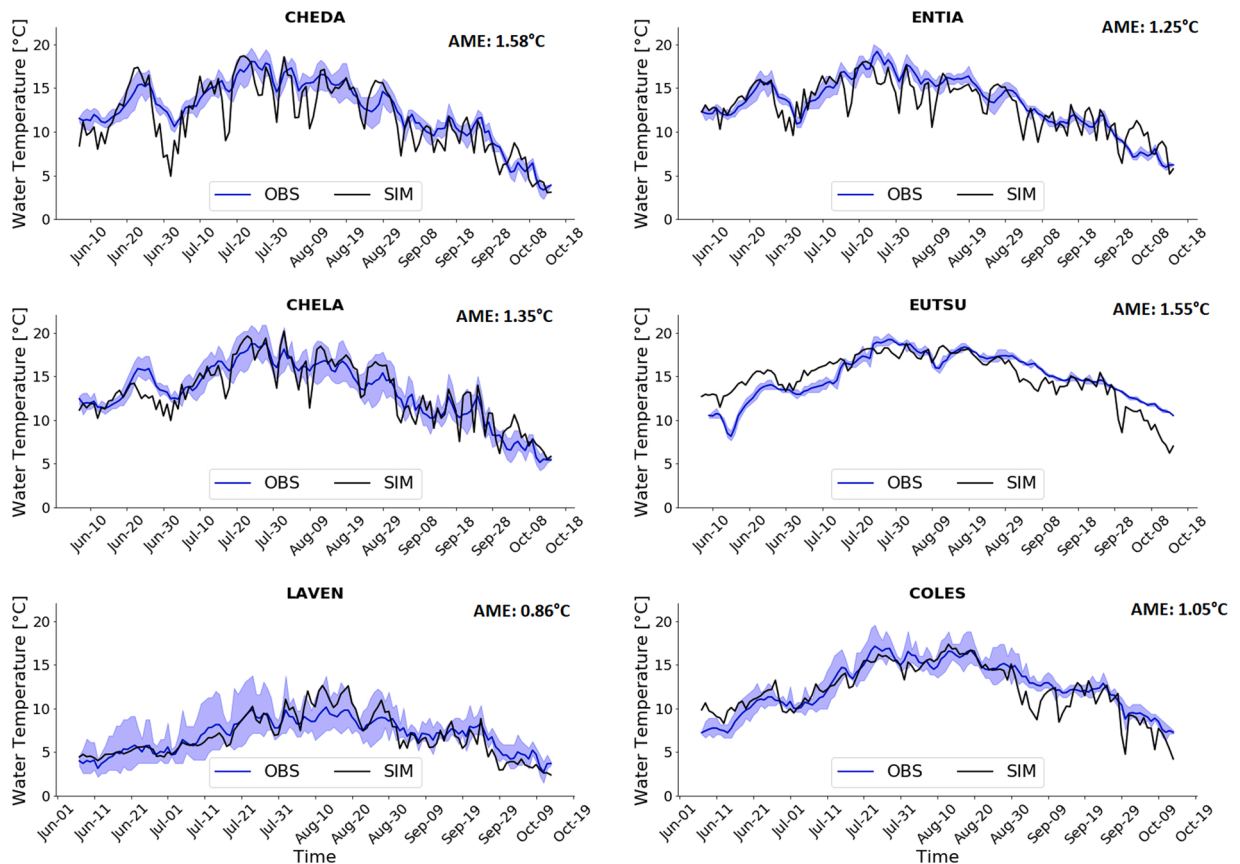 CHEDA
AME: 1.58°C
Water Temperature [°C]
20
15
10
5
0
OBS SIM
Jun-10 Jun-20 Jun-30 Jul-10 Jul-20 Jul-30 Aug-09 Aug-19 Aug-29 Sep-08 Sep-18 Sep-28 Oct-08 Oct-18
ENTIA
AME: 1.25°C
Water Temperature [°C]
20
15
10
5
0
OBS SIM
Jun-10 Jun-20 Jun-30 Jul-10 Jul-20 Jul-30 Aug-09 Aug-19 Aug-29 Sep-08 Sep-18 Sep-28 Oct-08 Oct-18
CHELA
AME: 1.35°C
Water Temperature [°C]
20
15
10
5
0
OBS SIM
Jun-10 Jun-20 Jun-30 Jul-10 Jul-20 Jul-30 Aug-09 Aug-19 Aug-29 Sep-08 Sep-18 Sep-28 Oct-08 Oct-18
EUTSU
AME: 1.55°C
Water Temperature [°C]
20
15
10
5
0
OBS SIM
Jun-10 Jun-20 Jun-30 Jul-10 Jul-20 Jul-30 Aug-09 Aug-19 Aug-29 Sep-08 Sep-18 Sep-28 Oct-08 Oct-18
LAVEN
AME: 0.86°C
Water Temperature [°C]
20
15
10
5
0
OBS SIM
Jun-01 Jun-11 Jun-21 Jul-01 Jul-11 Jul-21 Jul-31 Aug-10 Aug-20 Aug-30 Sep-09 Sep-19 Sep-29 Oct-09 Oct-19
Time
COLES
AME: 1.05°C
Water Temperature [°C]
20
15
10
5
0
OBS SIM
Jun-01 Jun-11 Jun-21 Jul-01 Jul-11 Jul-21 Jul-31 Aug-10 Aug-20 Aug-30 Sep-09 Sep-19 Sep-29 Oct-09 Oct-19
Time